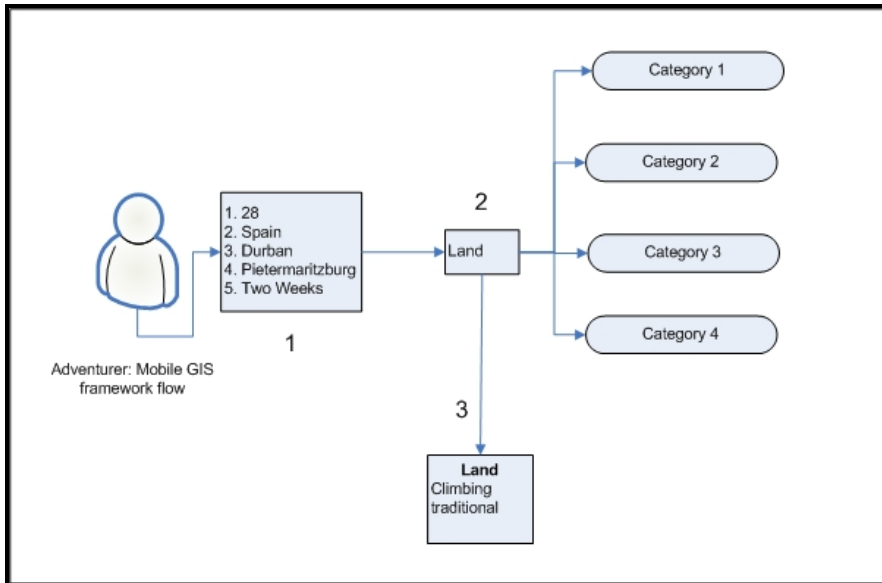 Category 1
Category 2
2
1. 28
2. Spain
3. Durban
4. Pietermaritzburg
5. Two Weeks
Land
Category 3
1
Category 4
Adventurer: Mobile GIS
framework flow
3
Land
Climbing
traditional